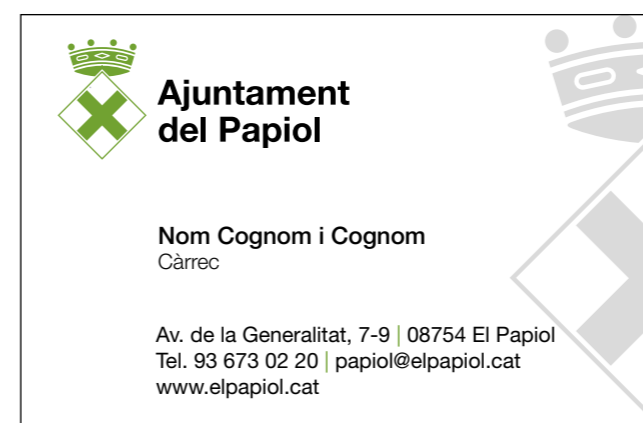 Ajuntament
del Papiol
Nom Cognom i Cognom
Càrrec
Av. de la Generalitat, 7-9 | 08754 El Papiol
Tel. 93 673 02 20 | papiol@elpapiol.cat
www.elpapiol.cat